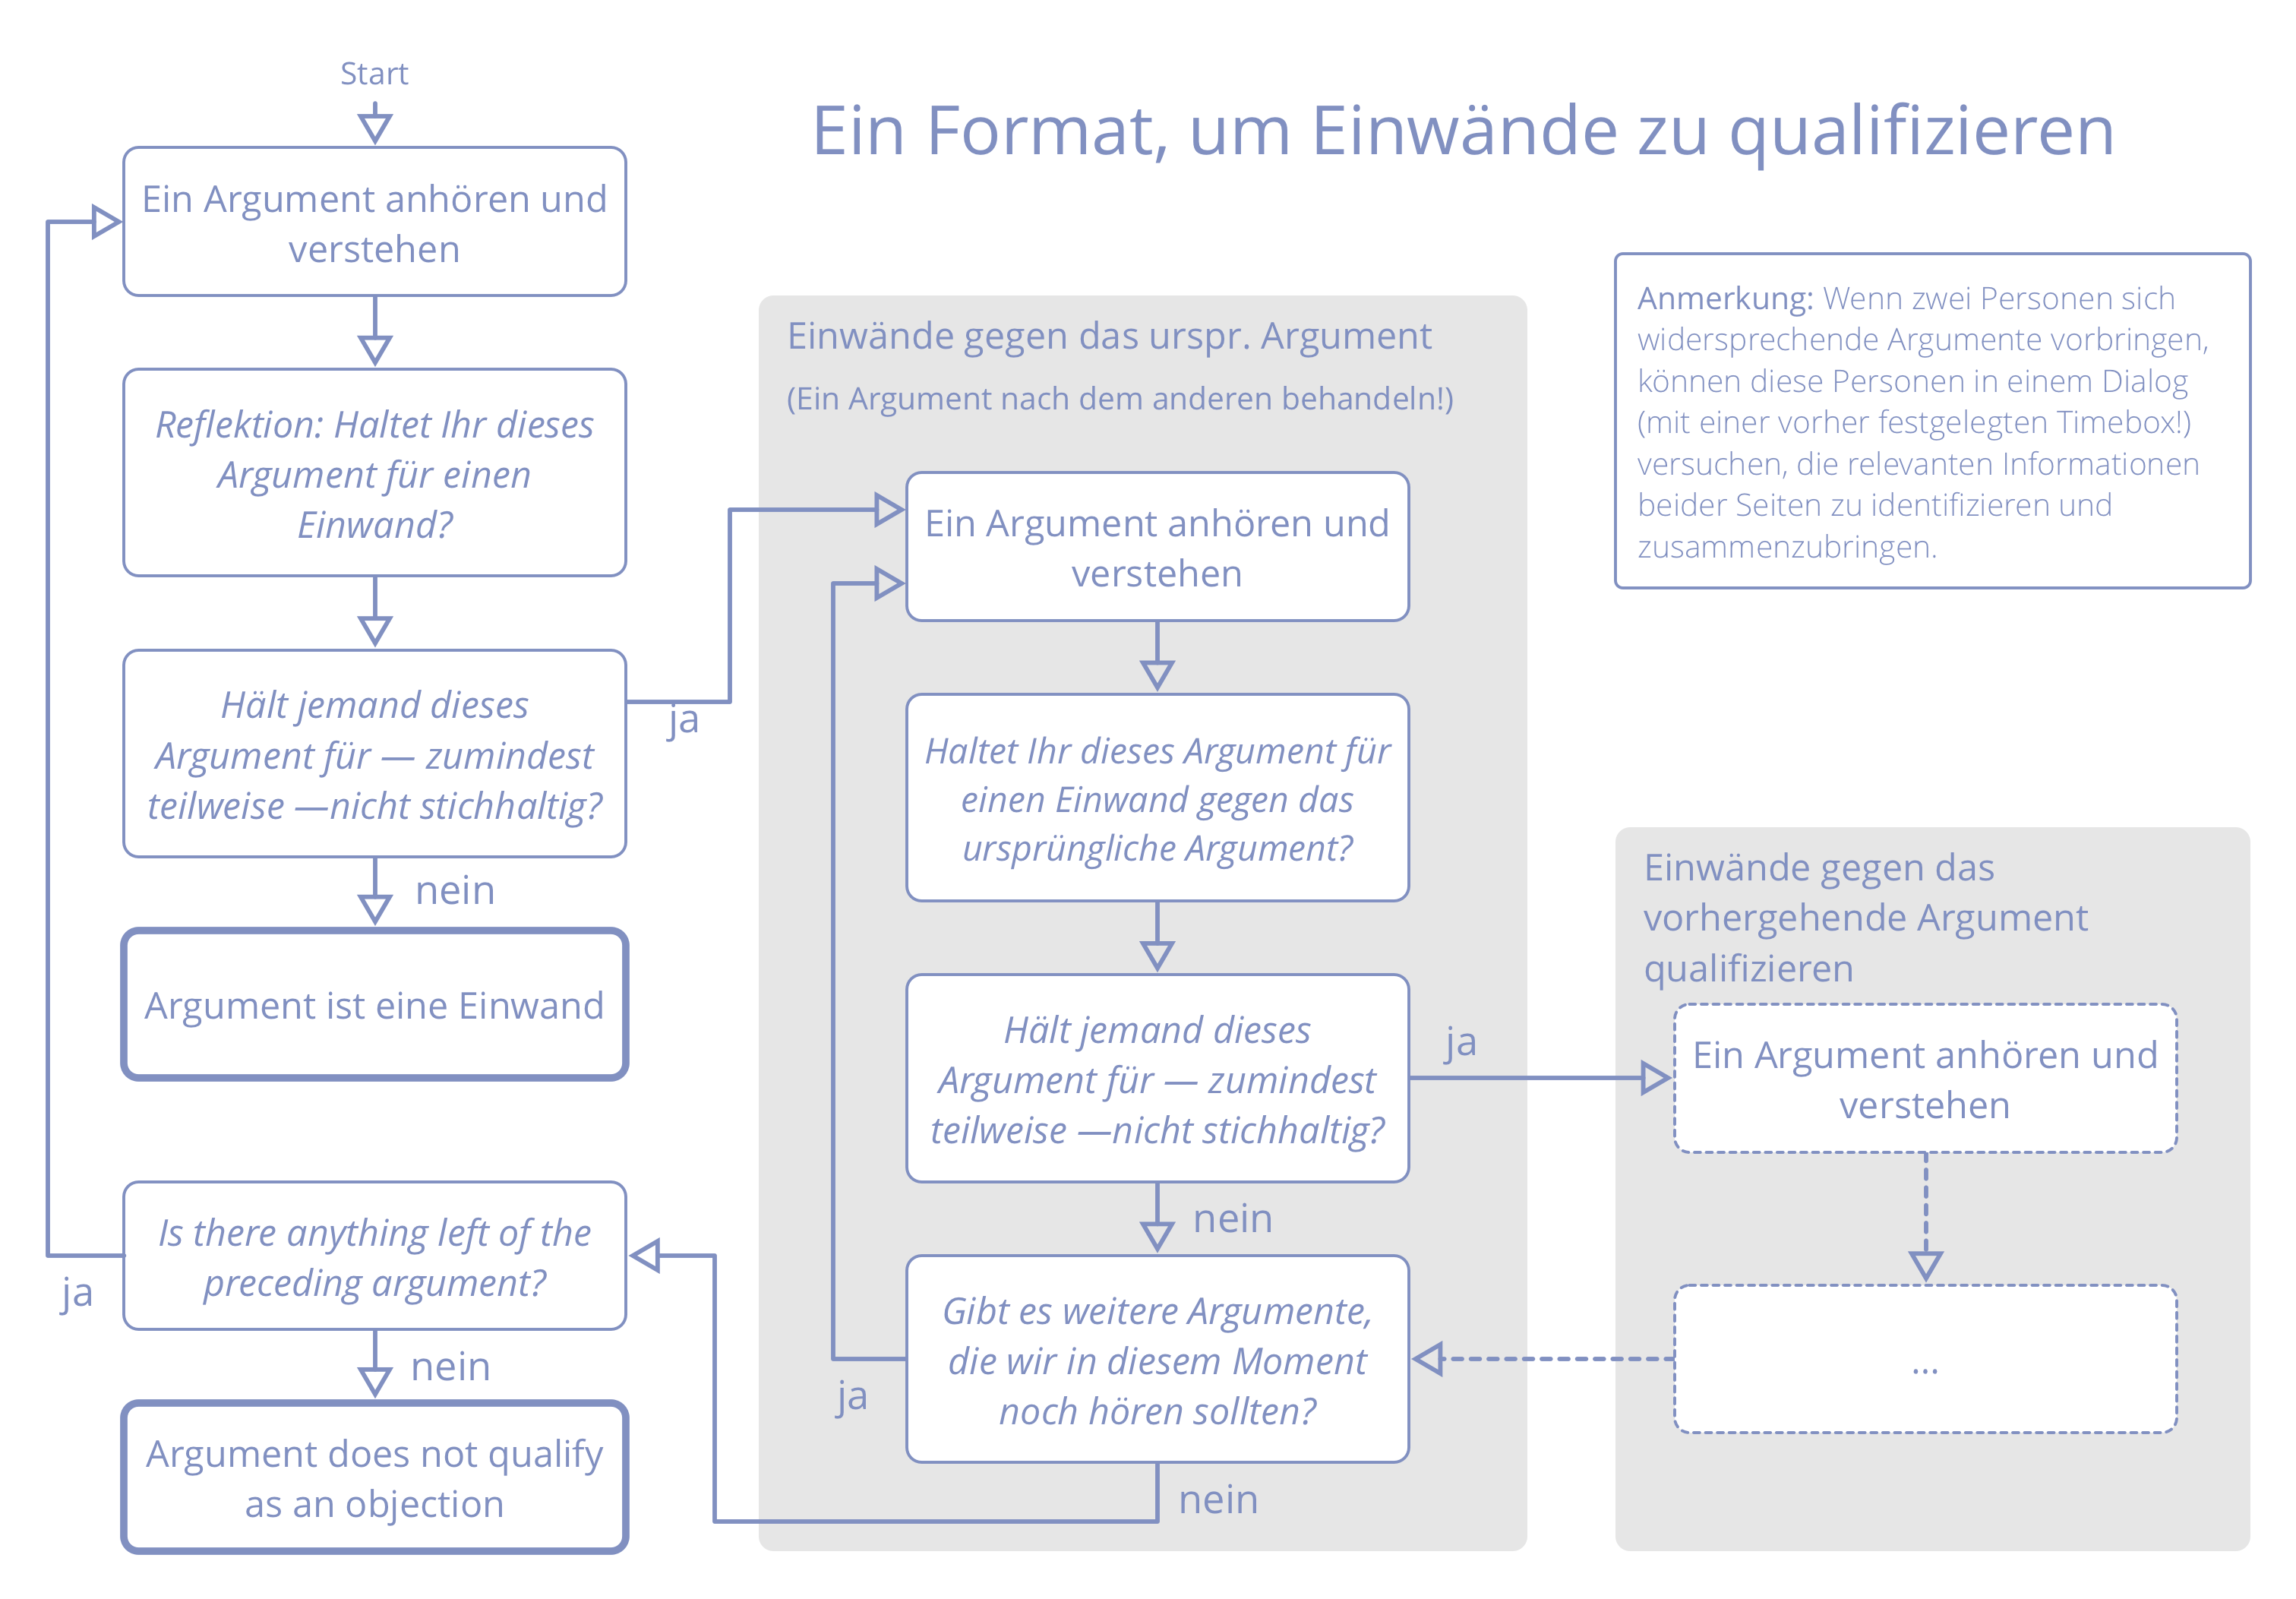 Start
Ein Format, um Einwände zu qualifizieren
Ein Argument anhören und
verstehen
Reflektion: Haltet Ihr dieses
Argument für einen
Einwand?
Hält jemand dieses
Argument für — zumindest
teilweise —nicht stichhaltig?
ja
nein
Argument ist eine Einwand
Is there anything left of the
preceding argument?
ja
nein
Argument does not qualify
as an objection
Einwände gegen das urspr. Argument
(Ein Argument nach dem anderen behandeln!)
Ein Argument anhören und
verstehen
Haltet Ihr dieses Argument für
einen Einwand gegen das
ursprüngliche Argument?
Hält jemand dieses
Argument für — zumindest
teilweise —nicht stichhaltig?
ja
nein
Gibt es weitere Argumente,
die wir in diesem Moment
noch hören sollten?
ja
nein
Anmerkung: Wenn zwei Personen sich
widersprechende Argumente vorbringen,
können diese Personen in einem Dialog
(mit einer vorher festgelegten Timebox!)
versuchen, die relevanten Informationen
beider Seiten zu identifizieren und
zusammenzubringen.
Einwände gegen das
vorhergehende Argument
qualifizieren
Ein Argument anhören und
verstehen
...